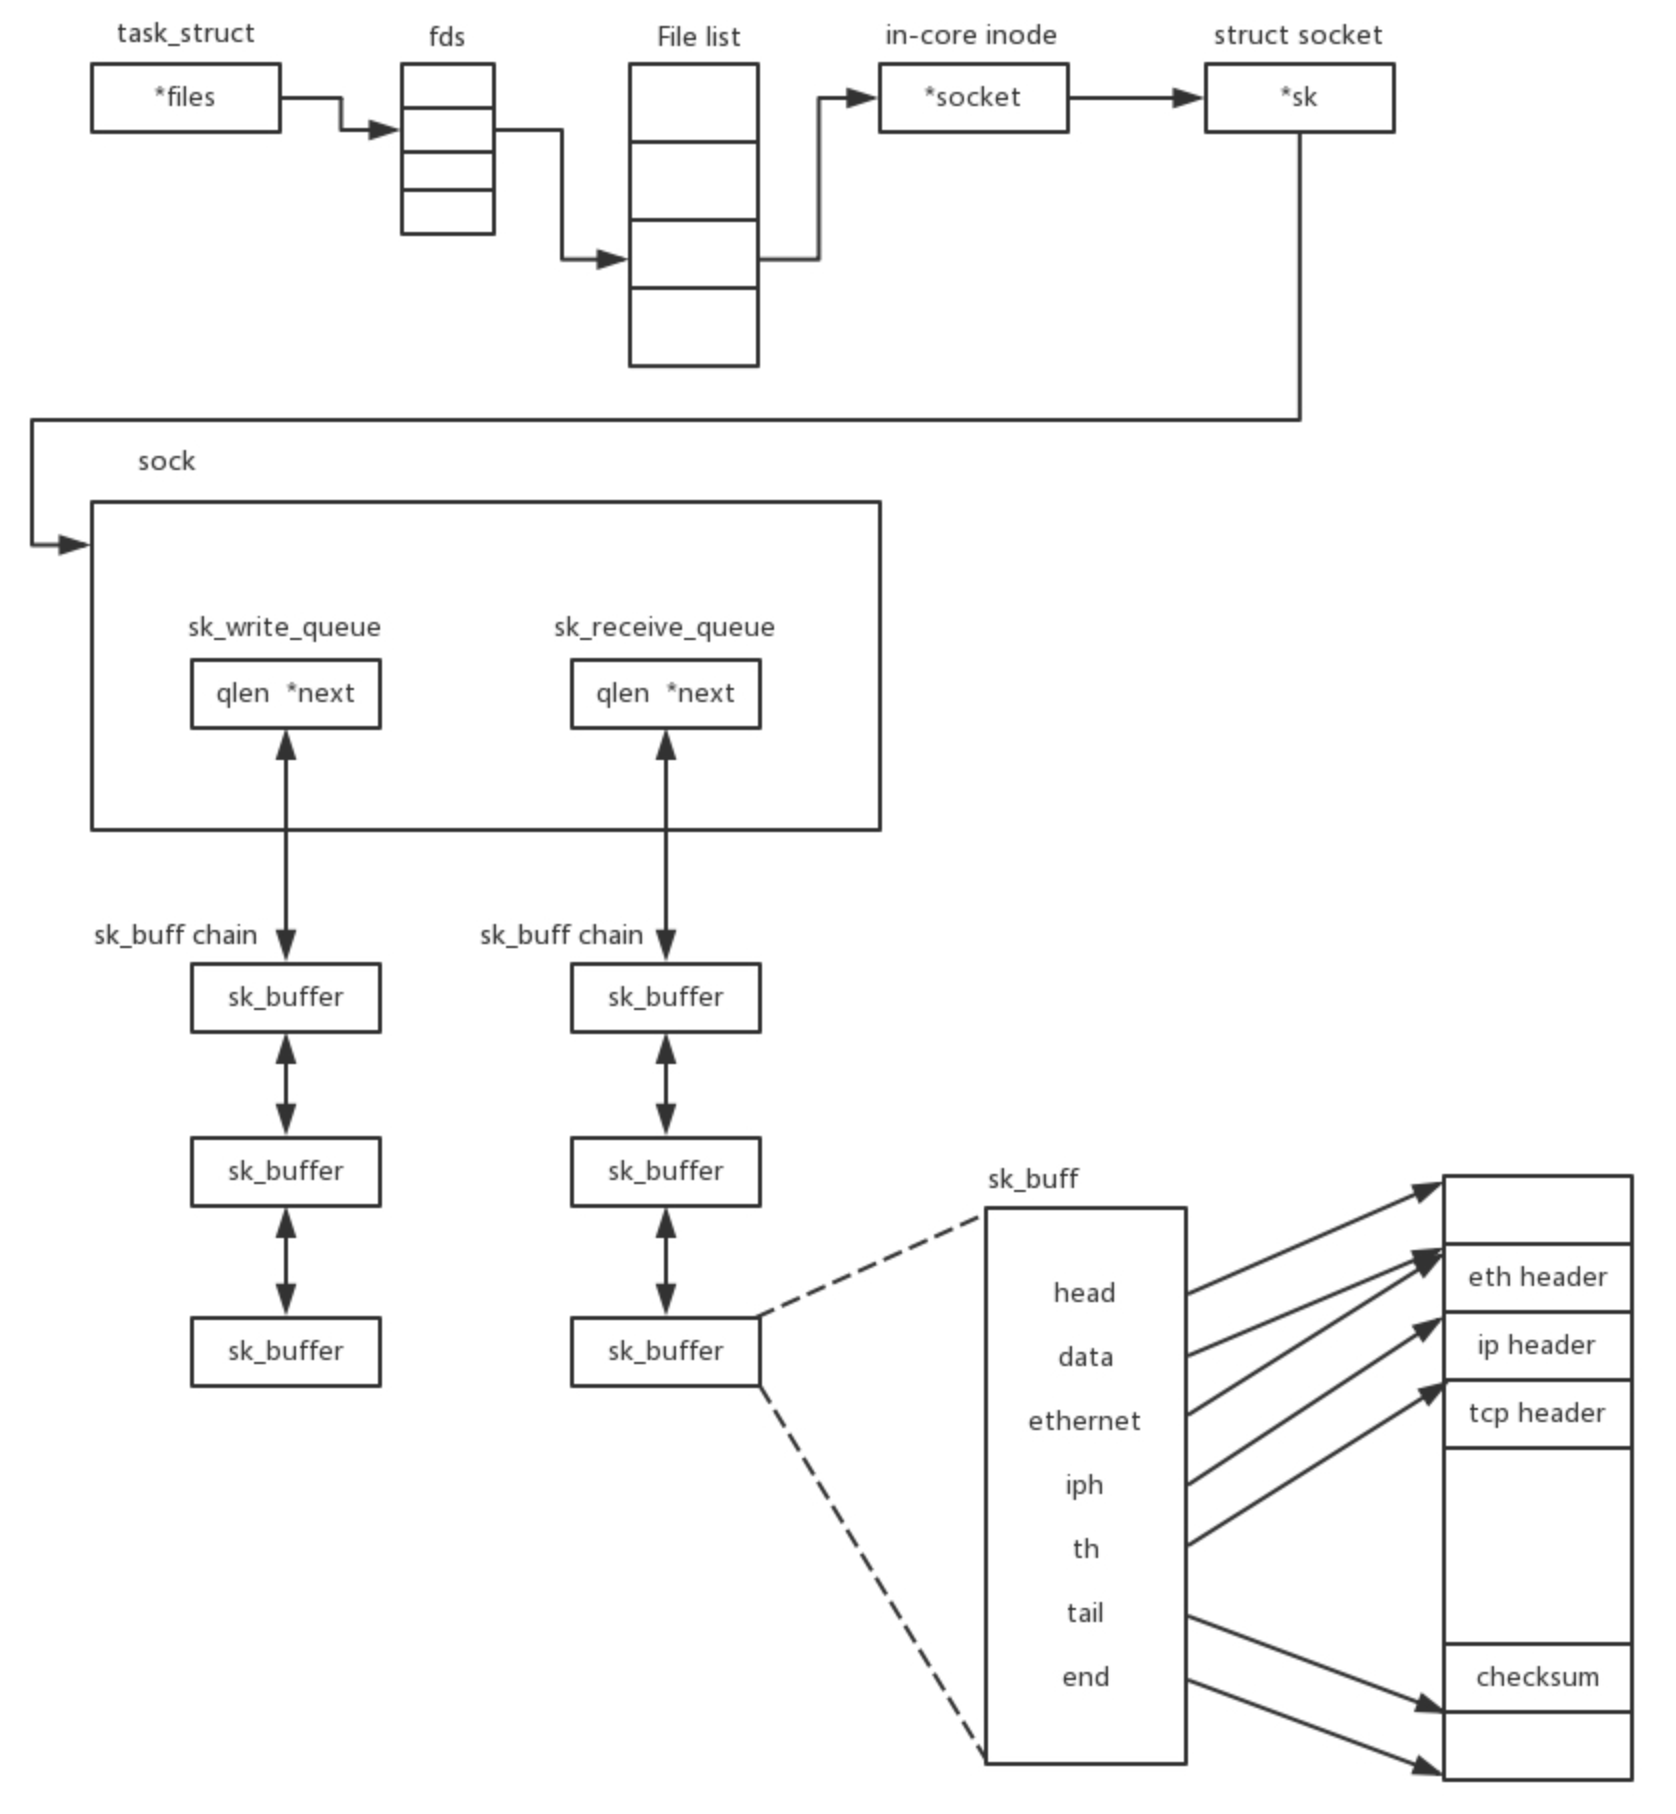 task_struct
fds
File list
in-core inode
struct socket
*files
*socket
*sk
sock
sk_write_queue
sk_receive_queue
qlen *next
qlen *next
sk_buff chain
sk_buff chain
sk_buffer
sk_buffer
sk_buffer
sk_buffer
sk_buffer
sk_buffer
sk_buff
head
data
ethernet
iph
th
tail
end
eth header
ip header
tcp header
checksum